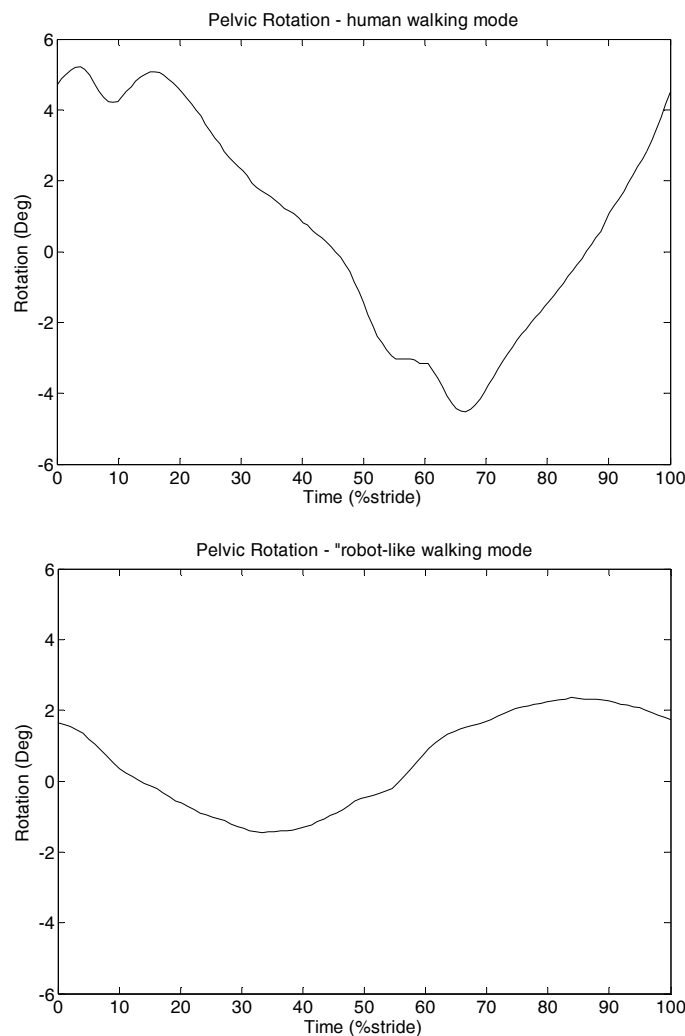 Pelvic Rotation - human walking mode
6
4
2
0
-2
-4
-6
Rotation (Deg)
0 10 20 30 40 50 60 70 80 90 100
Time (%stride)
Pelvic Rotation - "robot-like walking mode
6
4
2
0
-2
-4
-6
Rotation (Deg)
0 10 20 30 40 50 60 70 80 90 100
Time (%stride)